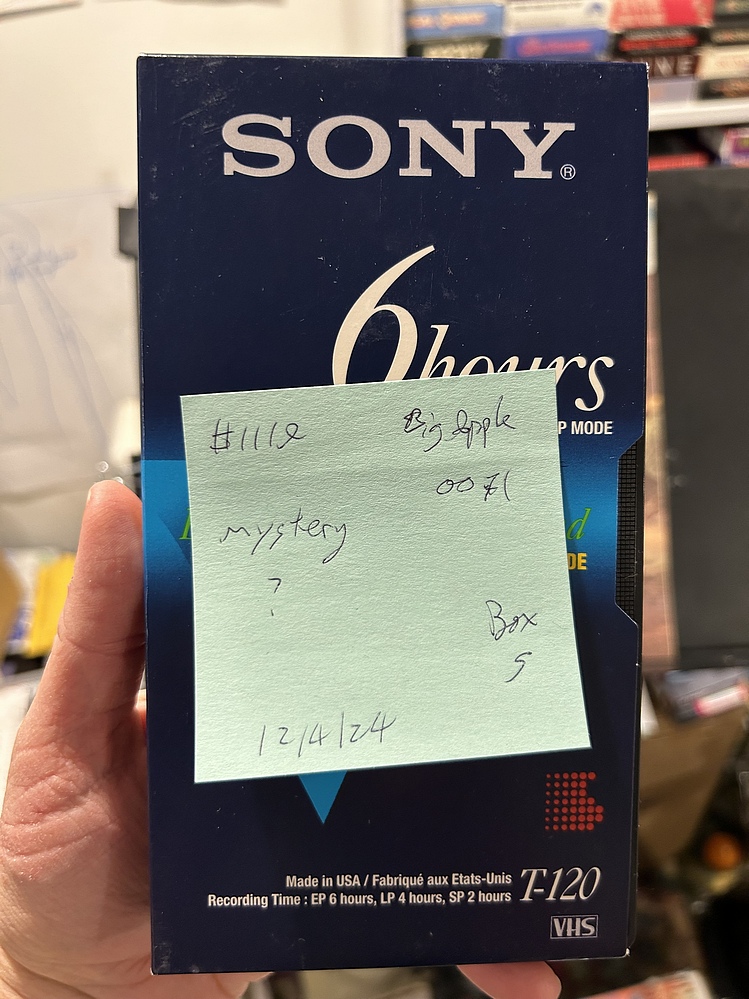 SONY®
6 hours
P MODE
#1112 Big Apple
0071
mystery
?
d
DE
Box
5
12/4/24
Made in USA / Fabriqué aux Etats-Unis T-120
Recording Time : EP 6 hours, LP 4 hours, SP 2 hours
VHS